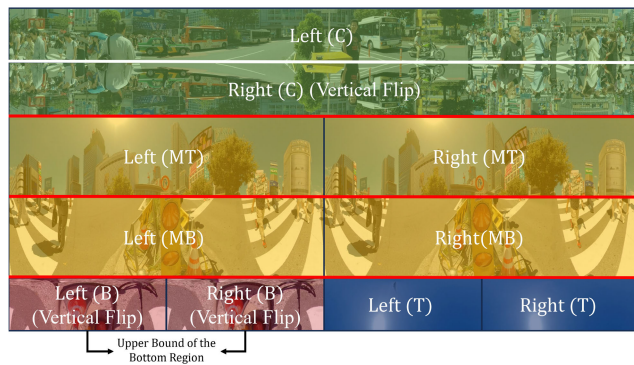 Left (C)
Right (C) (Vertical Flip)
Left (MT)
Right (MT)
Left (MB)
Right(MB)
Left (B)
(Vertical Flip)
Right (B)
(Vertical Flip)
Left (T)
Right (T)
Upper Bound of the
Bottom Region